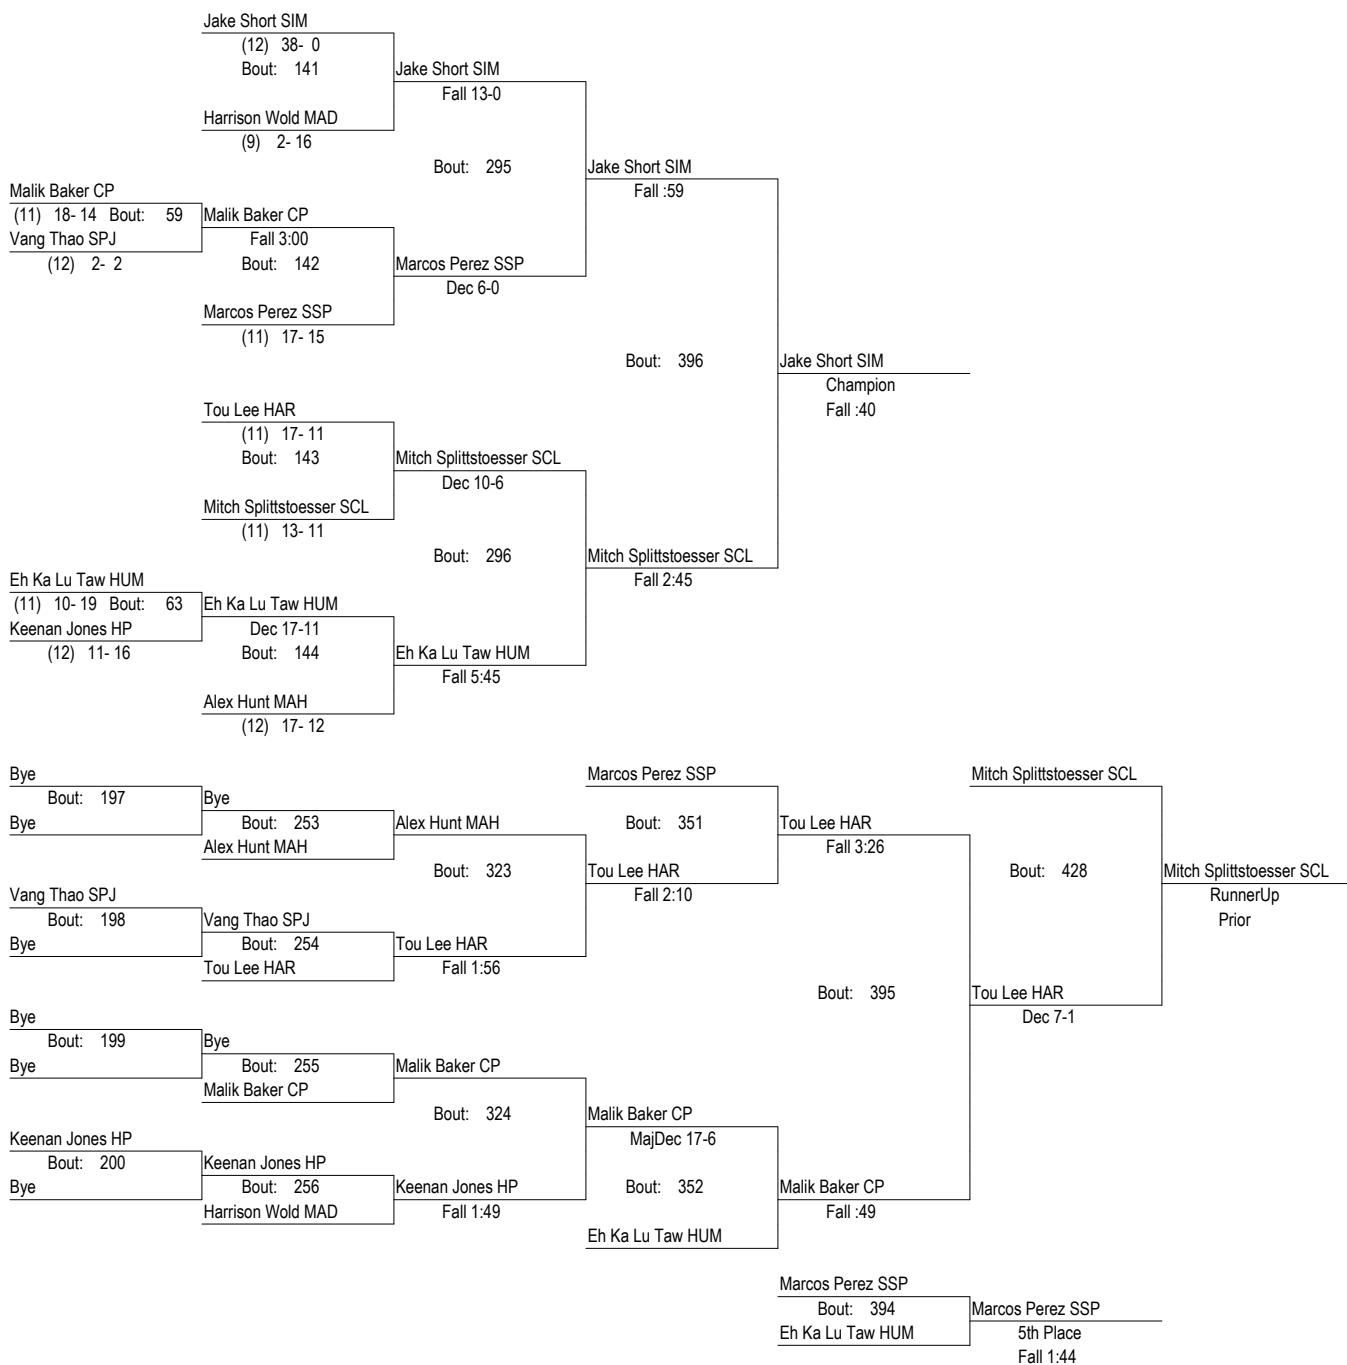 Jake Short SIM
(12) 38- 0
Bout: 141
Jake Short SIM
Fall 13-0
Harrison Wold MAD
(9) 2- 16
Bout: 295
Jake Short SIM
Fall :59
Malik Baker CP
(11) 18- 14 Bout: 59
Malik Baker CP
Vang Thao SPJ
Fall 3:00
(12) 2- 2
Bout: 142
Marcos Perez SSP
Dec 6-0
Marcos Perez SSP
(11) 17- 15
Bout: 396
Jake Short SIM
Champion
Fall :40
Tou Lee HAR
(11) 17- 11
Bout: 143
Mitch Splittstoesser SCL
Dec 10-6
Mitch Splittstoesser SCL
(11) 13- 11
Bout: 296
Mitch Splittstoesser SCL
Fall 2:45
Eh Ka Lu Taw HUM
(11) 10- 19 Bout: 63
Eh Ka Lu Taw HUM
Keenan Jones HP
Dec 17-11
(12) 11- 16
Bout: 144
Eh Ka Lu Taw HUM
Fall 5:45
Alex Hunt MAH
(12) 17- 12
Bye
Marcos Perez SSP
Mitch Splittstoesser SCL
Bout: 197
Bye
Bye
Bout: 253
Alex Hunt MAH
Bout: 351
Tou Lee HAR
Alex Hunt MAH
Fall 3:26
Bout: 323
Tou Lee HAR
Bout: 428
Mitch Splittstoesser SCL
Vang Thao SPJ
Fall 2:10
RunnerUp
Bout: 198
Vang Thao SPJ
Prior
Bye
Bout: 254
Tou Lee HAR
Tou Lee HAR
Fall 1:56
Bout: 395
Tou Lee HAR
Bye
Dec 7-1
Bout: 199
Bye
Bye
Bout: 255
Malik Baker CP
Malik Baker CP
Bout: 324
Malik Baker CP
Keenan Jones HP
MajDec 17-6
Bout: 200
Keenan Jones HP
Bye
Bout: 256
Keenan Jones HP
Bout: 352
Malik Baker CP
Harrison Wold MAD
Fall 1:49
Fall :49
Eh Ka Lu Taw HUM
Marcos Perez SSP
Bout: 394
Marcos Perez SSP
Eh Ka Lu Taw HUM
5th Place
Fall 1:44